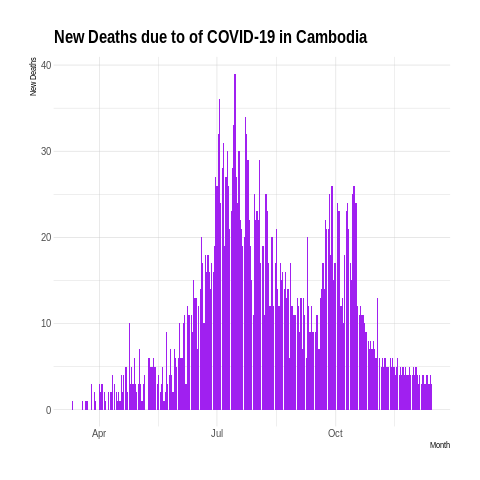 New Deaths due to of COVID-19 in Cambodia
New Deaths
40
30
20
10
0
Apr
Jul
Oct
Month